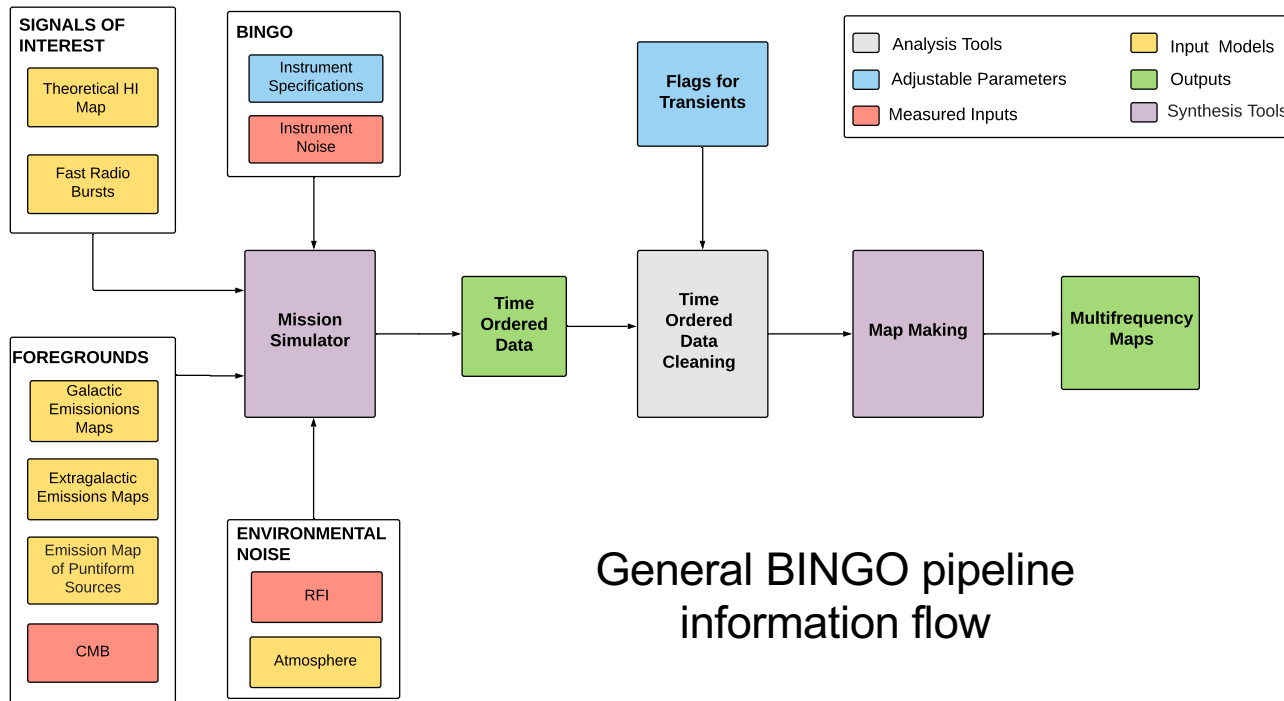 SIGNALS OF
INTEREST
Theoretical HI
Map
Fast Radio
Bursts
BINGO
Instrument
Specifications
Instrument
Noise
Flags for
Transients
Analysis Tools
Adjustable Parameters
Measured Inputs
Input Models
Outputs
Synthesis Tools
Mission
Simulator
Time
Ordered
Data
Time
Ordered
Data
Cleaning
Map Making
Multifrequency
Maps
FOREGROUNDS
Galactic
Emissionions
Maps
Extragalactic
Emissions Maps
Emission Map
of Puntiform
Sources
CMB
ENVIRONMENTAL
NOISE
RFI
Atmosphere
General BINGO pipeline
information flow